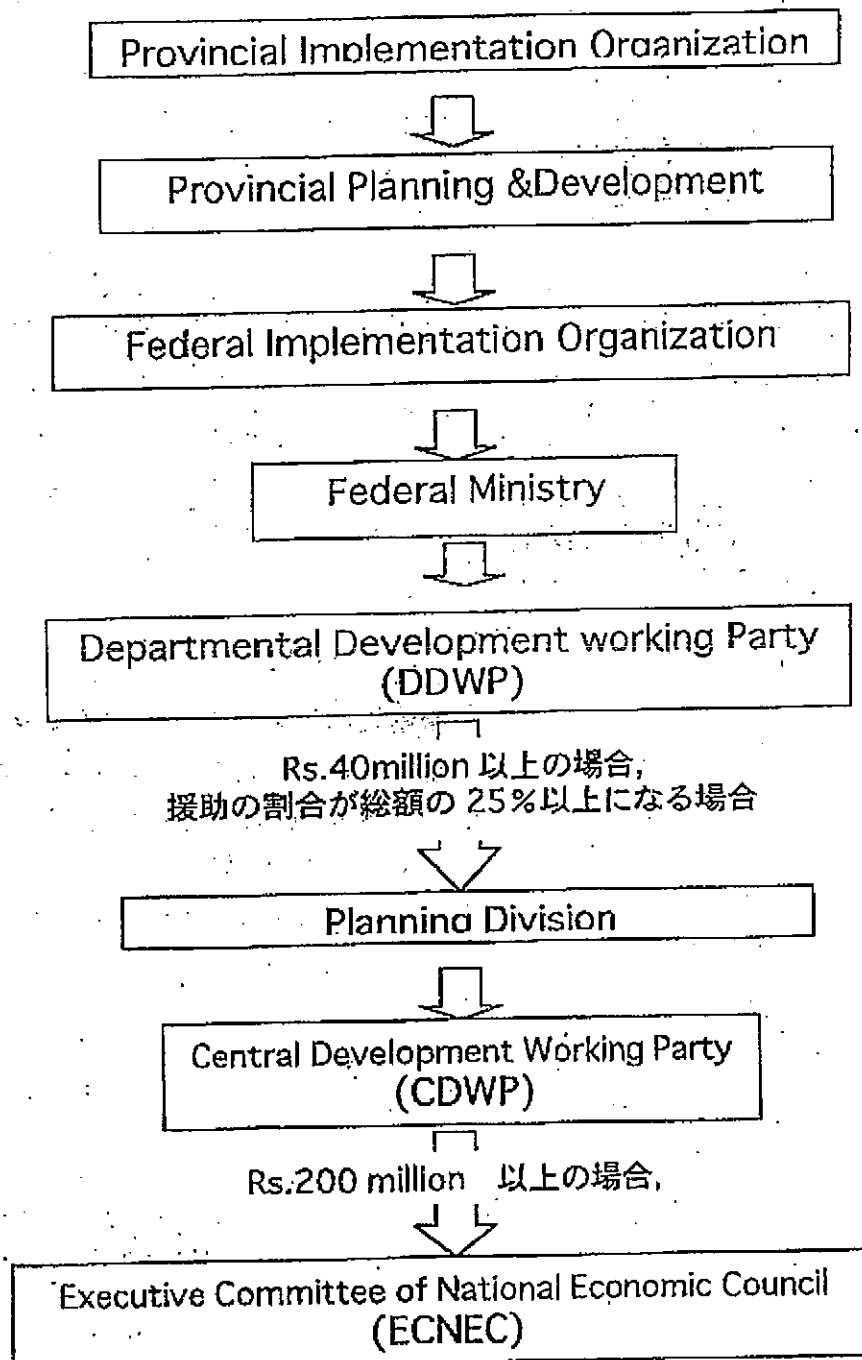 Provincial Implementation Organization
Provincial Planning &Development
Federal Implementation Organization
Federal Ministry
Departmental Development working Party
(DDWP)
Rs.40million 以上の場合,
援助の割合が総額の 25%以上になる場合
Planning Division
Central Development Working Party
(CDWP)
Rs.200 million 以上の場合,
Executive Committee of National Economic Council
(ECNEC)